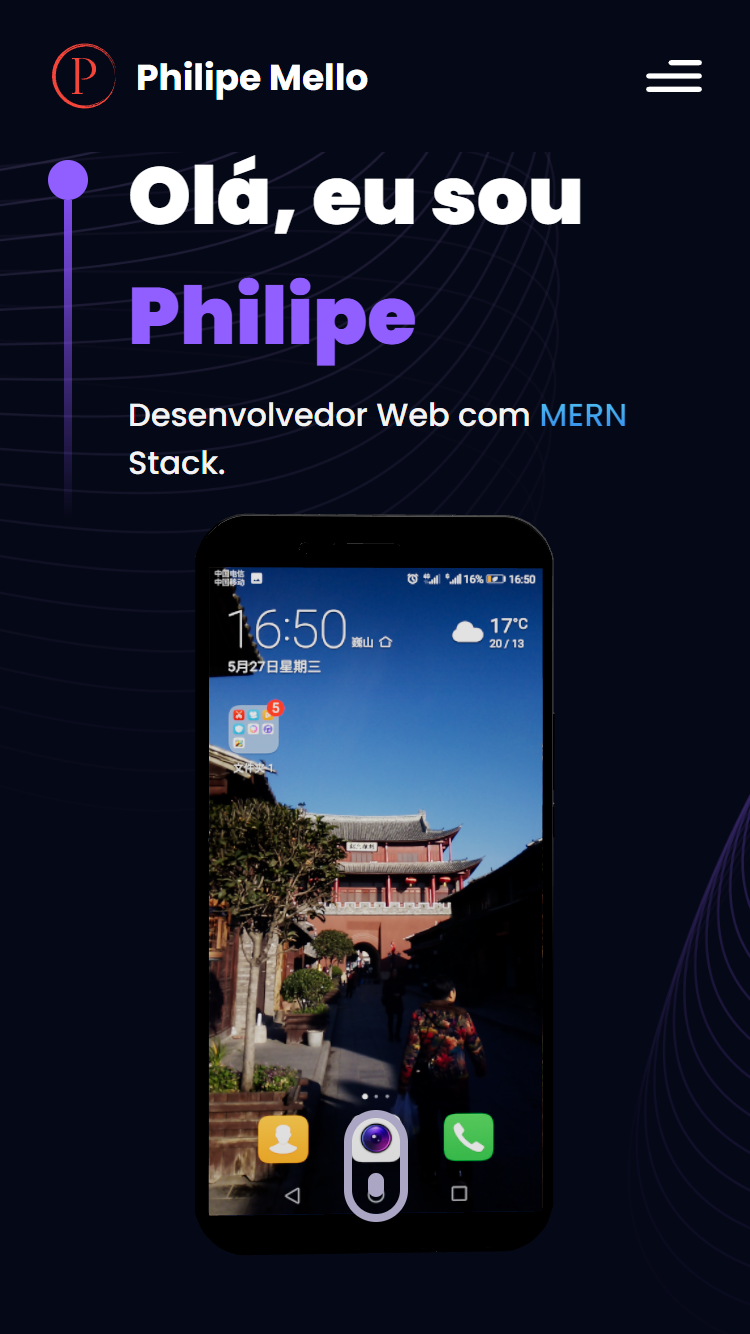 P
Philipe Mello
Olá, eu sou
Philipe
Desenvolvedor Web com MERN
Stack.
中国电信
中国移动
16% 16:50
16:50 巍山
17°C
20 / 13
5月27日星期三
5
文件夹 1